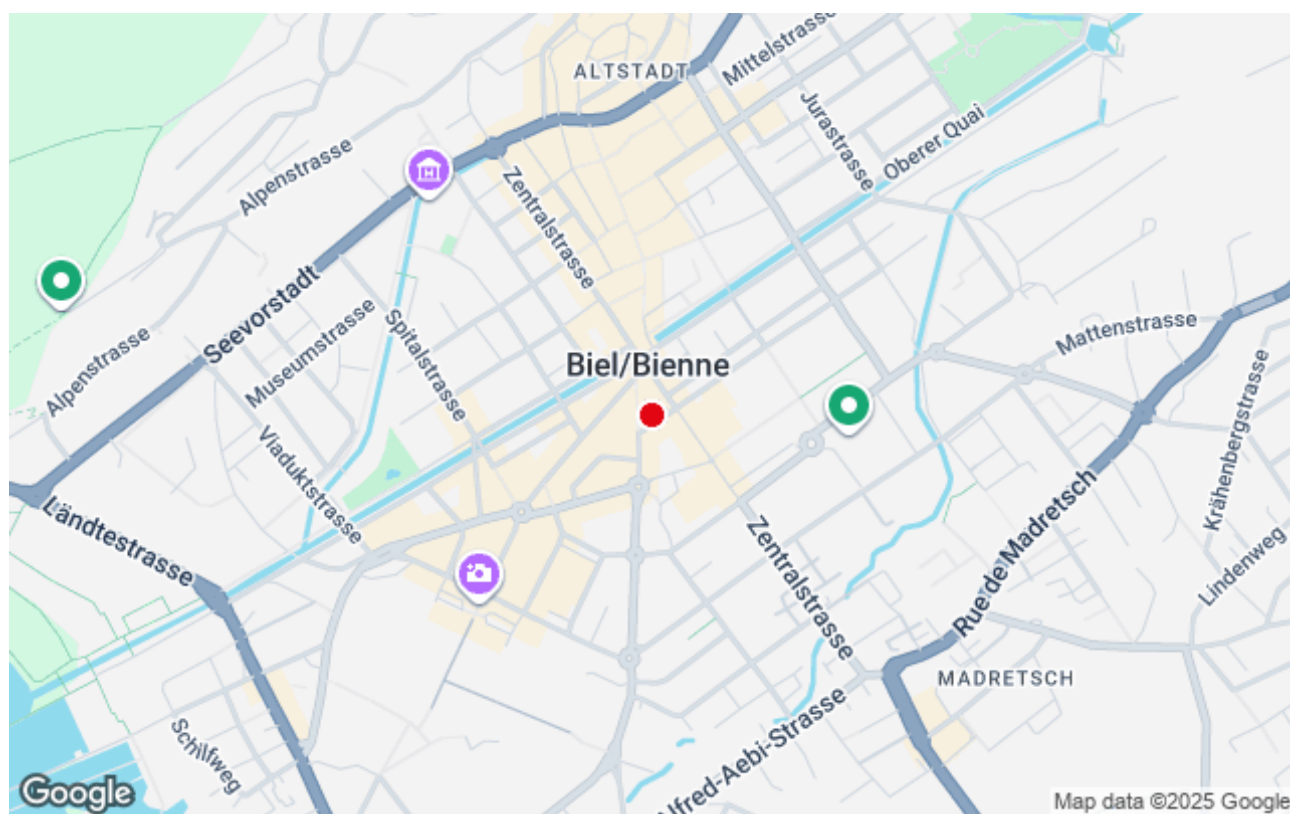 ALTSTADT
Mittelstrasse
Jurastrasse
Oberer Quai
Alpenstrasse
Zentralstrasse
Seevorstadt
Museumstrasse
Spitalstrasse
Alpenstrasse
Mattenstrasse
Biel/Bienne
Krähenbergstrasse
Viaduktstrasse
Ländtestrasse
Rue de Madretsch
Lindenweg
Zentralstrasse
MADRETSCH
Schilfweg
Alfred-Aebi-Strasse
Google
Map data ©2025 Google